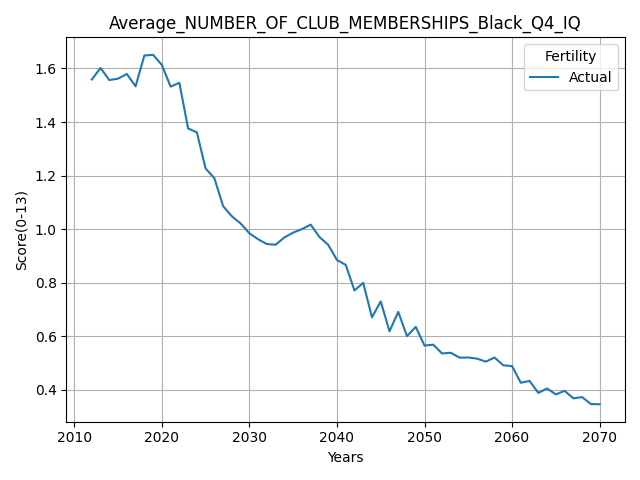 Average_NUMBER_OF_CLUB_MEMBERSHIPS_Black_Q4_IQ
Fertility
Actual
Score(0-13)
1.6
1.4
1.2
1.0
0.8
0.6
0.4
2010 2020 2030 2040 2050 2060 2070
Years